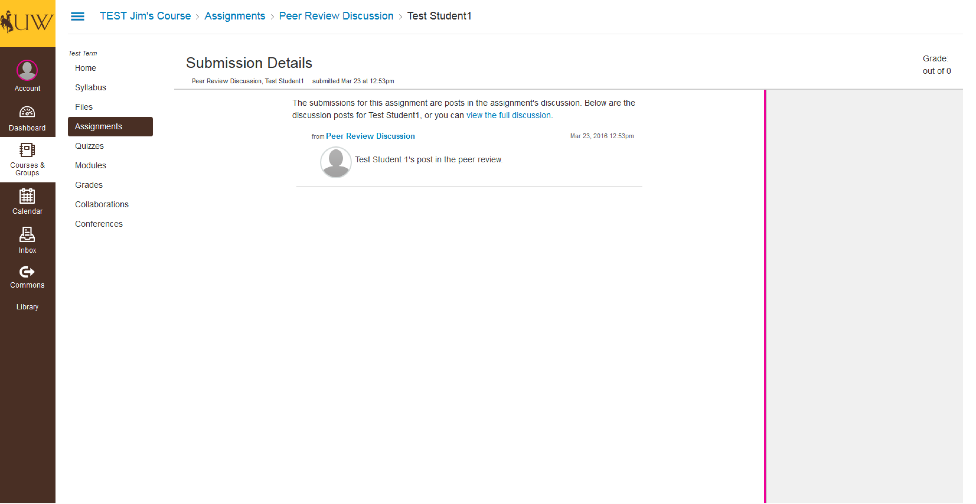 UW
TEST Jim's Course > Assignments > Peer Review Discussion > Test Student1
Account
Dashboard
Courses &
Groups
Calendar
Inbox
Commons
Library
Test Term
Home
Syllabus
Files
Assignments
Quizzes
Modules
Grades
Collaborations
Conferences
Submission Details
Peer Review Discussion, Test Student1 submitted Mar 23 at 12:53pm
Grade
out of 0
The submissions for this assignment are posts in the assignment's discussion. Below are the
discussion posts for Test Student1, or you can view the full discussion.
from Peer Review Discussion
Mar 23, 2016 12:53pm
Test Student 1's post in the peer review